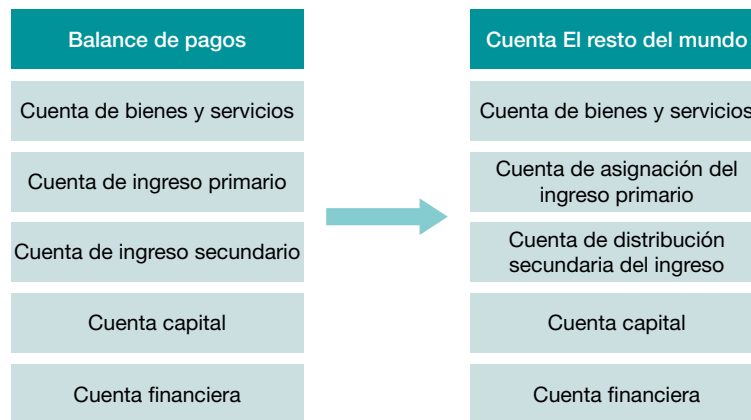 Balance de pagos
Cuenta de bienes y servicios
Cuenta de ingreso primario
Cuenta de ingreso secundario
Cuenta capital
Cuenta financiera
Cuenta El resto del mundo
Cuenta de bienes y servicios
Cuenta de asignación del
ingreso primario
Cuenta de distribución
secundaria del ingreso
Cuenta capital
Cuenta financiera